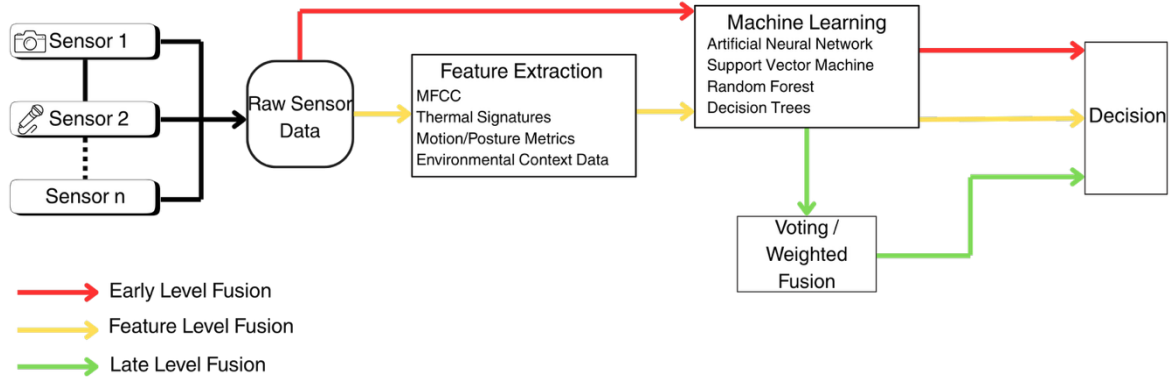 Sensor 1
Sensor 2
Sensor n
Raw Sensor
Data
Feature Extraction
MFCC
Thermal Signatures
Motion/Posture Metrics
Environmental Context Data
Machine Learning
Artificial Neural Network
Support Vector Machine
Random Forest
Decision Trees
Voting /
Weighted
Fusion
Decision
Early Level Fusion
Feature Level Fusion
Late Level Fusion